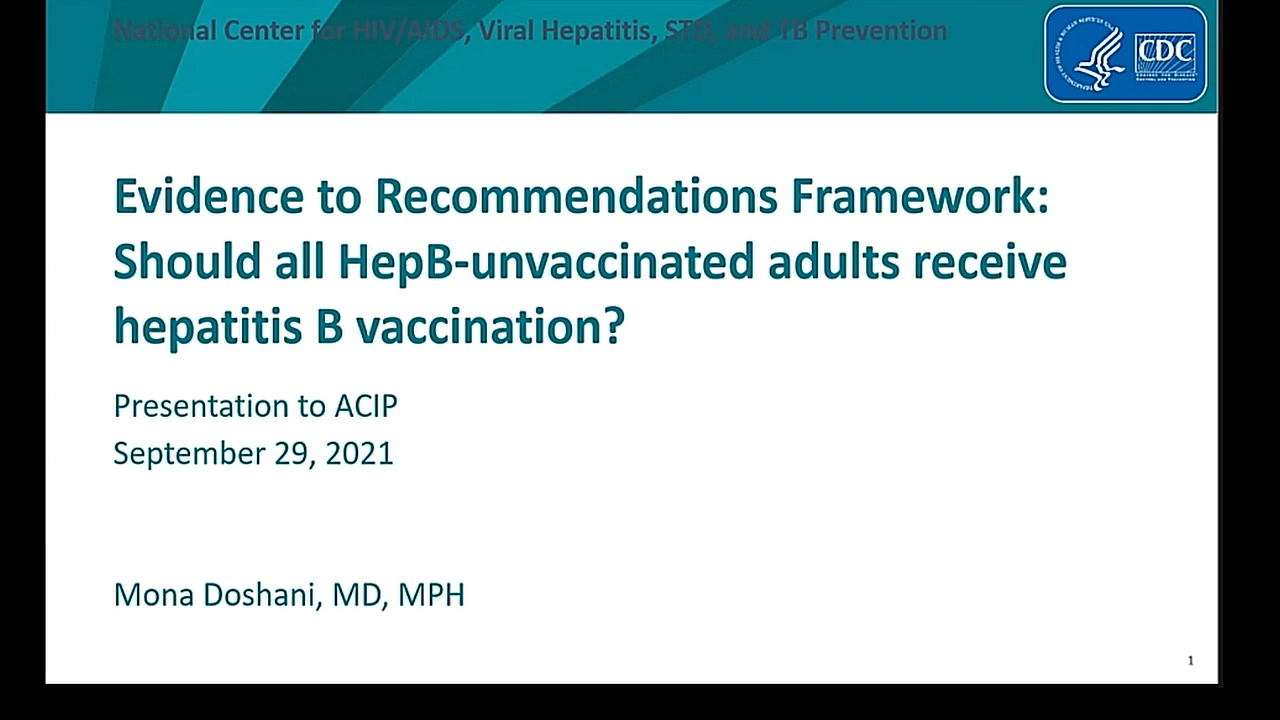 National Center for HIV/AIDS, Viral Hepatitis, STD, and TB Prevention
CDC
Evidence to Recommendations Framework:
Should all HepB-unvaccinated adults receive
hepatitis B vaccination?
Presentation to ACIP
September 29, 2021
Mona Doshani, MD, MPH
1